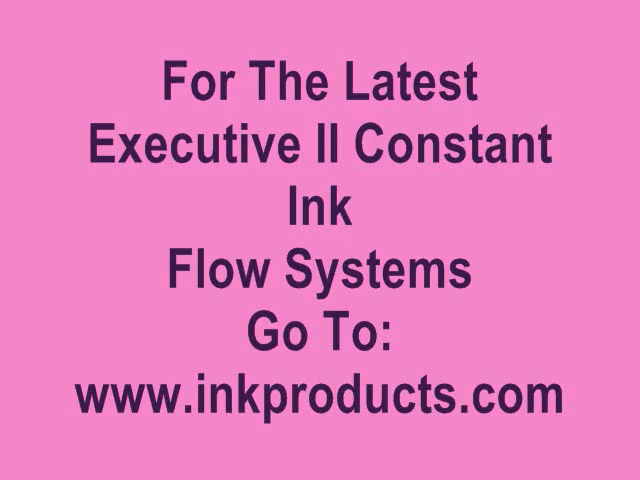 For The Latest
Executive II Constant
Ink
Flow Systems
Go To:
www.inkproducts.com